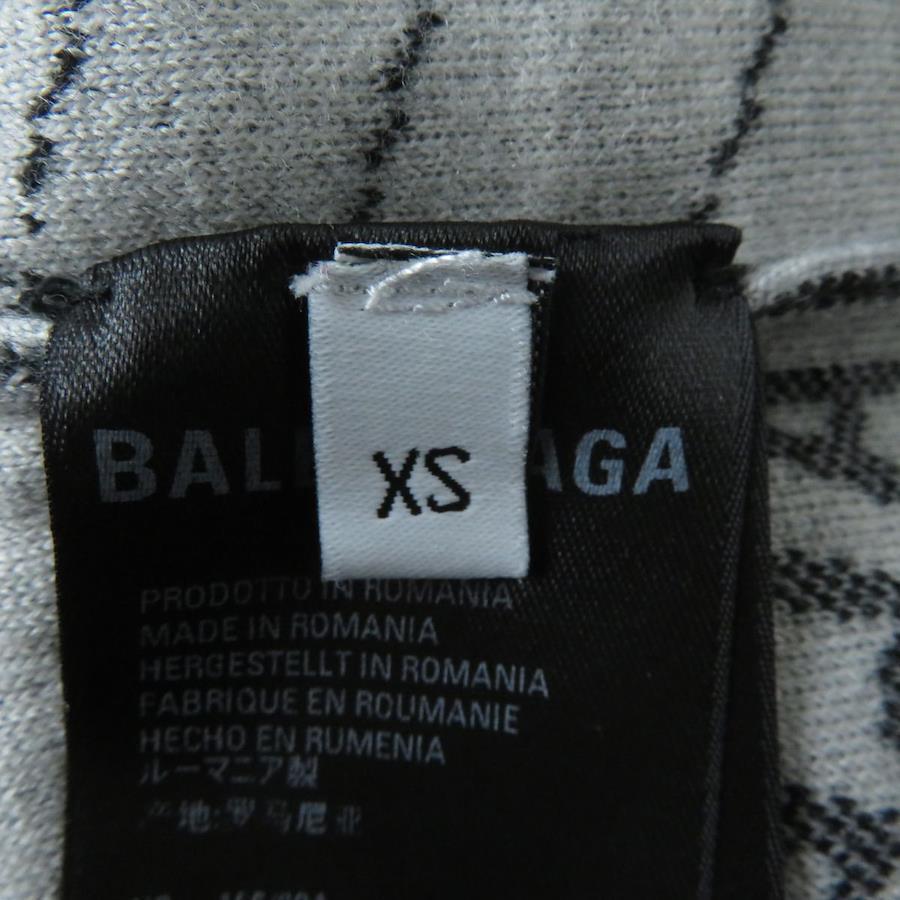 BAL AGA
XS
PRODOTTO IN ROMANIA
MADE IN ROMANIA
HERGESTELLT IN ROMANIA
FABRIQUE EN ROUMANIE
HECHO EN RUMENIA
ルーマニア製
产地:罗马尼亚